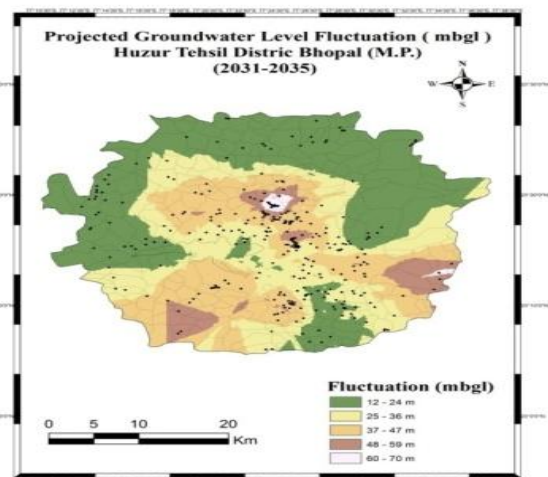 Projected Groundwater Level Fluctuation ( mbgl )
Huzur Tehsil Distric Bhopal (M.P.)
(2031-2035)
N
W E
S
Fluctuation (mbgl)
12 - 24 m
25 - 36 m
37 - 47 m
48 - 59 m
60 - 70 m
0 5 10 20
Km